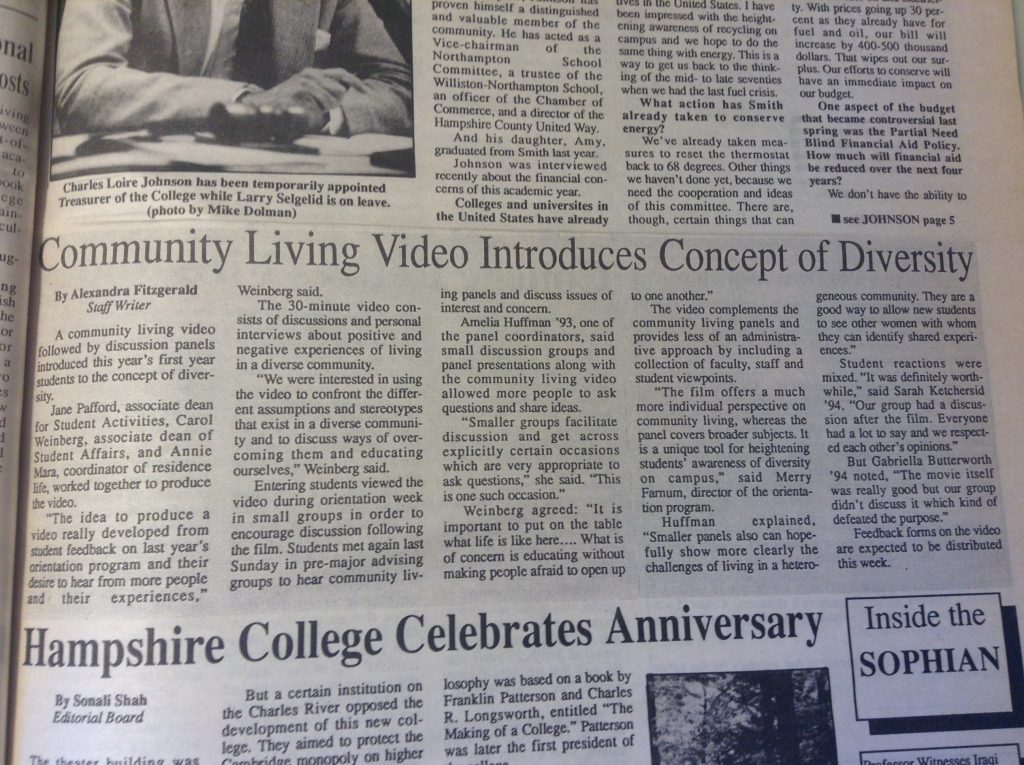 nal
osts
proven himself a distinguished
and valuable member of the
community. He has acted as a
Vice-chairman of the
Northampton School
Committee, a trustee of the
Williston-Northampton School,
an officer of the Chamber of
Commerce, and a director of the
Hampshire County United Way.
And his daughter, Amy,
graduated from Smith last year.
Johnson was interviewed
recently about the financial con-
cerns of this academic year.
Colleges and universities in
the United States have already
lives in the United States. I have
been impressed with the height-
ening awareness of recycling on
campus and we hope to do the
same thing with energy. This is a
way to get us back to the think-
ing of the mid- to late seventies
when we had the last fuel crisis.
What action has Smith
already taken to conserve
energy?
We've already taken mea-
sures to reset the thermostat
back to 68 degrees. Other things
we haven't done yet, because we
need the cooperation and ideas
of this committee. There are,
though, certain things that can
ty. With prices going up 30 per-
cent as they already have for
fuel and oil, our bill will
increase by 400-500 thousand
dollars. That wipes out our sur-
plus. Our efforts to conserve will
have an immediate impact on
our budget.
One aspect of the budget
that became controversial last
spring was the Partial Need
Blind Financial Aid Policy.
How much will financial aid
be reduced over the next four
years?
We don't have the ability to
■ see JOHNSON page 5
Charles Loire Johnson has been temporarily appointed
Treasurer of the College while Larry Selgelid is on leave.
(photo by Mike Dolman)
Community Living Video Introduces Concept of Diversity
By Alexandra Fitzgerald
Staff Writer
A community living video
followed by discussion panels
introduced this year's first year
students to the concept of diver-
sity.
Jane Pafford, associate dean
for Student Activities, Carol
Weinberg, associate dean of
Student Affairs, and Annie
Mara, coordinator of residence
life, worked together to produce
the video.
"The idea to produce a
video really developed from
student feedback on last year's
orientation program and their
desire to hear from more people
and their experiences,"
Weinberg said.
The 30-minute video con-
sists of discussions and personal
interviews about positive and
negative experiences of living
in a diverse community.
"We were interested in using
the video to confront the differ-
ent assumptions and stereotypes
that exist in a diverse communi-
ty and to discuss ways of over-
coming them and educating
ourselves," Weinberg said.
Entering students viewed the
video during orientation week
in small groups in order to
encourage discussion following
the film. Students met again last
Sunday in pre-major advising
groups to hear community liv-
ing panels and discuss issues of
interest and concern.
Amelia Huffman '93, one of
the panel coordinators, said
small discussion groups and
panel presentations along with
the community living video
allowed more people to ask
questions and share ideas.
"Smaller groups facilitate
discussion and get across
explicitly certain occasions
which are very appropriate to
ask questions," she said. "This
is one such occasion."
Weinberg agreed: "It is
important to put on the table
what life is like here.... What is
of concern is educating without
making people afraid to open up
to one another."
The video complements the
community living panels and
provides less of an administra-
tive approach by including a
collection of faculty, staff and
student viewpoints.
"The film offers a much
more individual perspective on
community living, whereas the
panel covers broader subjects. It
is a unique tool for heightening
students' awareness of diversity
on campus," said Merry
Farnum, director of the orienta-
tion program.
Huffman explained,
"Smaller panels also can hope-
fully show more clearly the
challenges of living in a hetero-
geneous community. They are a
good way to allow new students
to see other women with whom
they can identify shared experi-
ences."
Student reactions were
mixed. "It was definitely worth-
while," said Sarah Ketchersid
'94. "Our group had a discus-
sion after the film. Everyone
had a lot to say and we respect-
ed each other's opinions."
But Gabriella Butterworth
'94 noted, "The movie itself
was really good but our group
didn't discuss it which kind of
defeated the purpose."
Feedback forms on the video
are expected to be distributed
this week.
Hampshire College Celebrates Anniversary
By Sonali Shah
Editorial Board
The theater building was
But a certain institution on
the Charles River opposed the
development of this new col-
lege. They aimed to protect the
Cambridge monopoly on higher
losophy was based on a book by
Franklin Patterson and Charles
R. Longsworth, entitled "The
Making of a College." Patterson
was later the first president of
Inside the
SOPHIAN
Professor Witnesses Iraqi